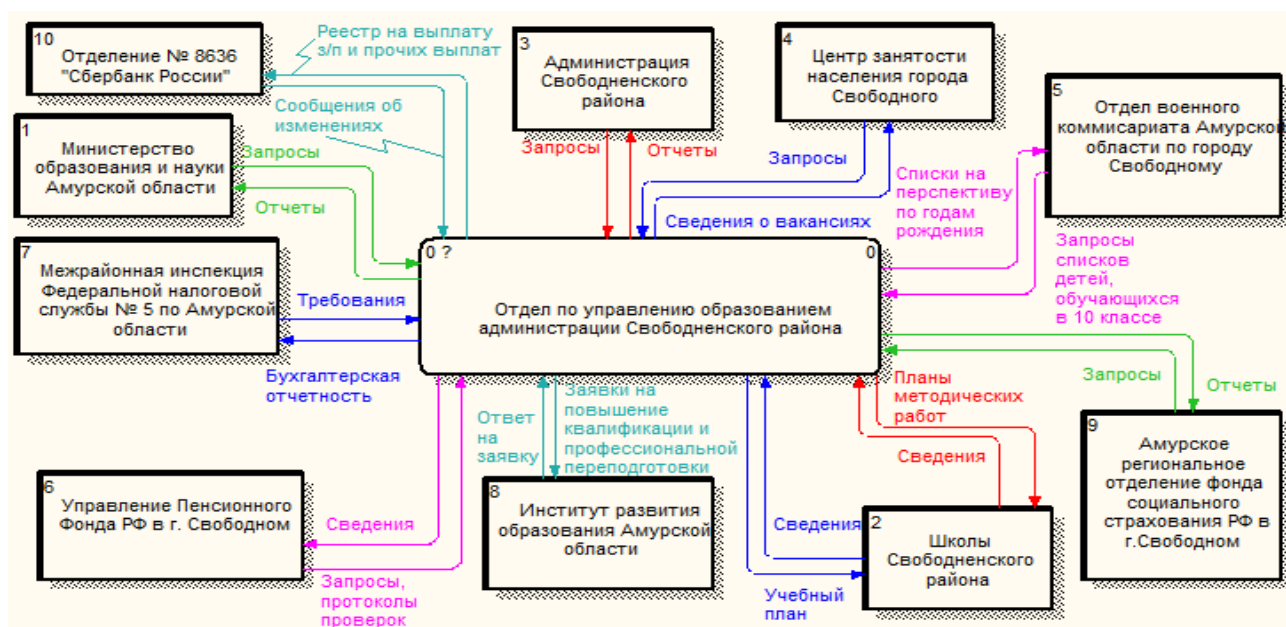 10
Отделение № 8636
"Сбербанк России"
Реестр на выплату
з/п и прочих выплат
3
Администрация
Свободненского
района
4
Центр занятости
населения города
Свободного
5
Отдел военного
комиссариата Амурской
области по городу
Свободному
Сообщения об
изменениях
1
Министерство
образования и науки
Амурской области
Запросы
Отчеты
Запросы
Отчеты
Запросы
Сведения о вакансиях
Списки на
перспективу
по годам
рождения
7
Межрайонная инспекция
Федеральной налоговой
службы № 5 по Амурской
области
Требования
Бухгалтерская
отчетность
0 ?
0
Отдел по управлению образованием
администрации Свободненского района
Запросы
списков
детей,
обучающихся
в 10 классе
Ответ
на
заявку
Заявки на
повышение
квалификации и
профессиональной
переподготовки
Планы
методических
работ
Сведения
Запросы
Отчеты
6
Управление Пенсионного
Фонда РФ в г. Свободном
Сведения
Запросы,
протоколы
проверок
8
Институт развития
образования Амурской
области
Сведения
Учебный
план
2
Школы
Свободненского
района
9
Амурское
региональное
отделение фонда
социального
страхования РФ в
г.Свободном